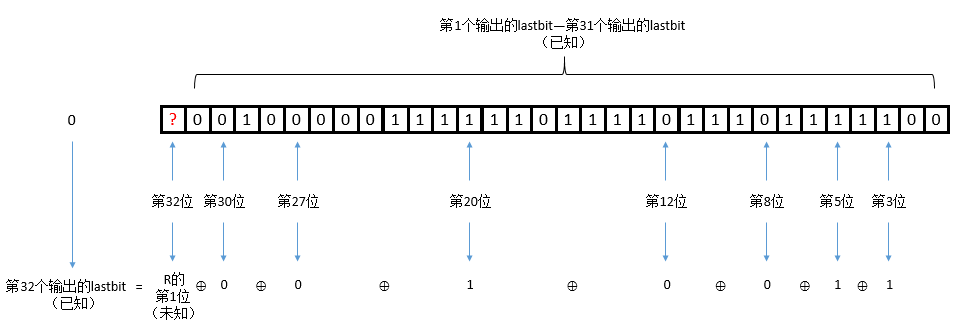 第1个输出的lastbit—第31个输出的lastbit
（已知）
0 ? 0 0 1 0 0 0 0 0 1 1 1 1 1 1 0 1 1 1 1 0 1 1 1 0 1 1 1 1 1 0 0
第32位 第30位 第27位 第20位 第12位 第8位 第5位 第3位
第32个输出的lastbit
（已知）
=
R的
第1位
（未知）
⊕ 0 ⊕ 0 ⊕ 1 ⊕ 0 ⊕ 0 ⊕ 1 ⊕ 1